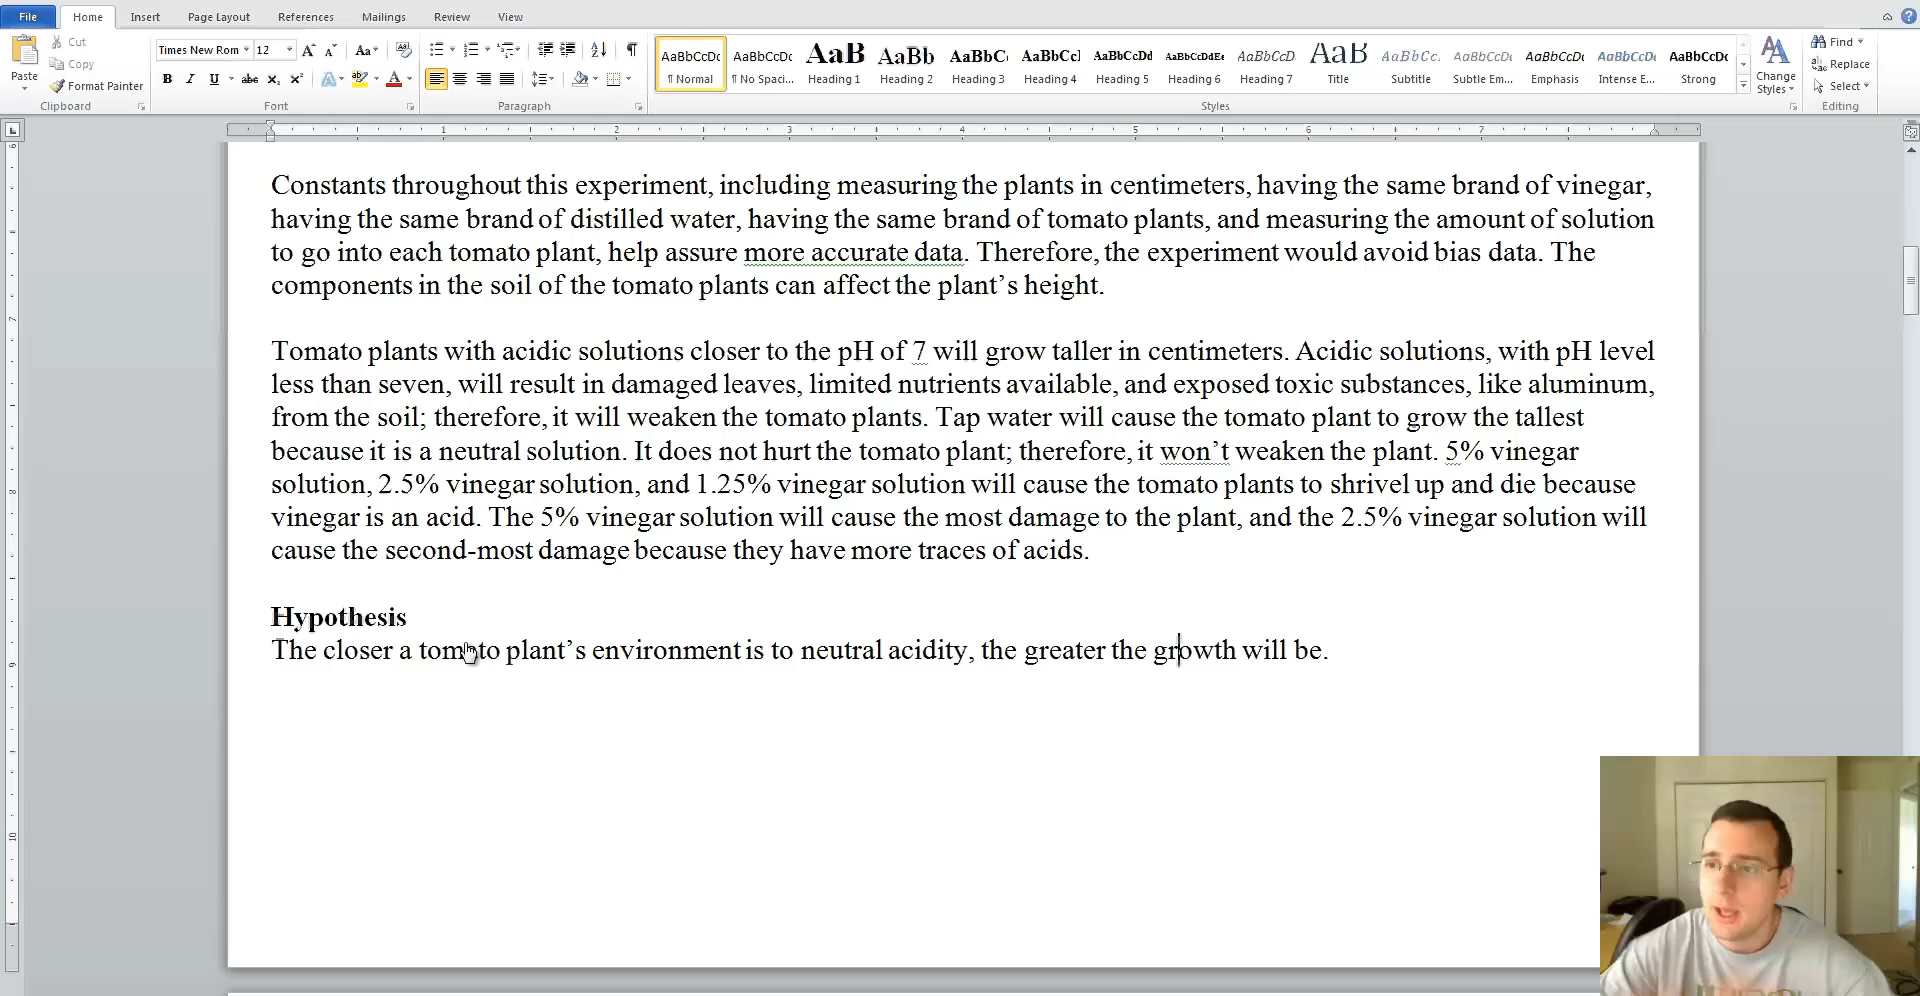 File Home Insert Page Layout References Mailings Review View
Cut
Copy
Paste
Format Painter
Clipboard
Times New Rom 12
Font
Paragraph
AaBbCcDc AaBbCcDc AaB AaBb AaBbC AaBbCcI AaBbCcDd AaBbCcDdEe AaBbCcD AaB AaBbCc. AaBbCcDc AaBbCcDc AaBbCcDc AaBbCcDc
¶ Normal ¶ No Spaci... Heading 1 Heading 2 Heading 3 Heading 4 Heading 5 Heading 6 Heading 7 Title Subtitle Subtle Em... Emphasis Intense E... Strong
Styles
Change
Styles
Find
Replace
Select
Editing
1 2 3 4 5 6 7
Constants throughout this experiment, including measuring the plants in centimeters, having the same brand of vinegar,
having the same brand of distilled water, having the same brand of tomato plants, and measuring the amount of solution
to go into each tomato plant, help assure more accurate data. Therefore, the experiment would avoid bias data. The
components in the soil of the tomato plants can affect the plant’s height.
Tomato plants with acidic solutions closer to the pH of 7 will grow taller in centimeters. Acidic solutions, with pH level
less than seven, will result in damaged leaves, limited nutrients available, and exposed toxic substances, like aluminum,
from the soil; therefore, it will weaken the tomato plants. Tap water will cause the tomato plant to grow the tallest
because it is a neutral solution. It does not hurt the tomato plant; therefore, it won’t weaken the plant. 5% vinegar
solution, 2.5% vinegar solution, and 1.25% vinegar solution will cause the tomato plants to shrivel up and die because
vinegar is an acid. The 5% vinegar solution will cause the most damage to the plant, and the 2.5% vinegar solution will
cause the second-most damage because they have more traces of acids.
Hypothesis
The closer a tomato plant’s environment is to neutral acidity, the greater the growth will be.